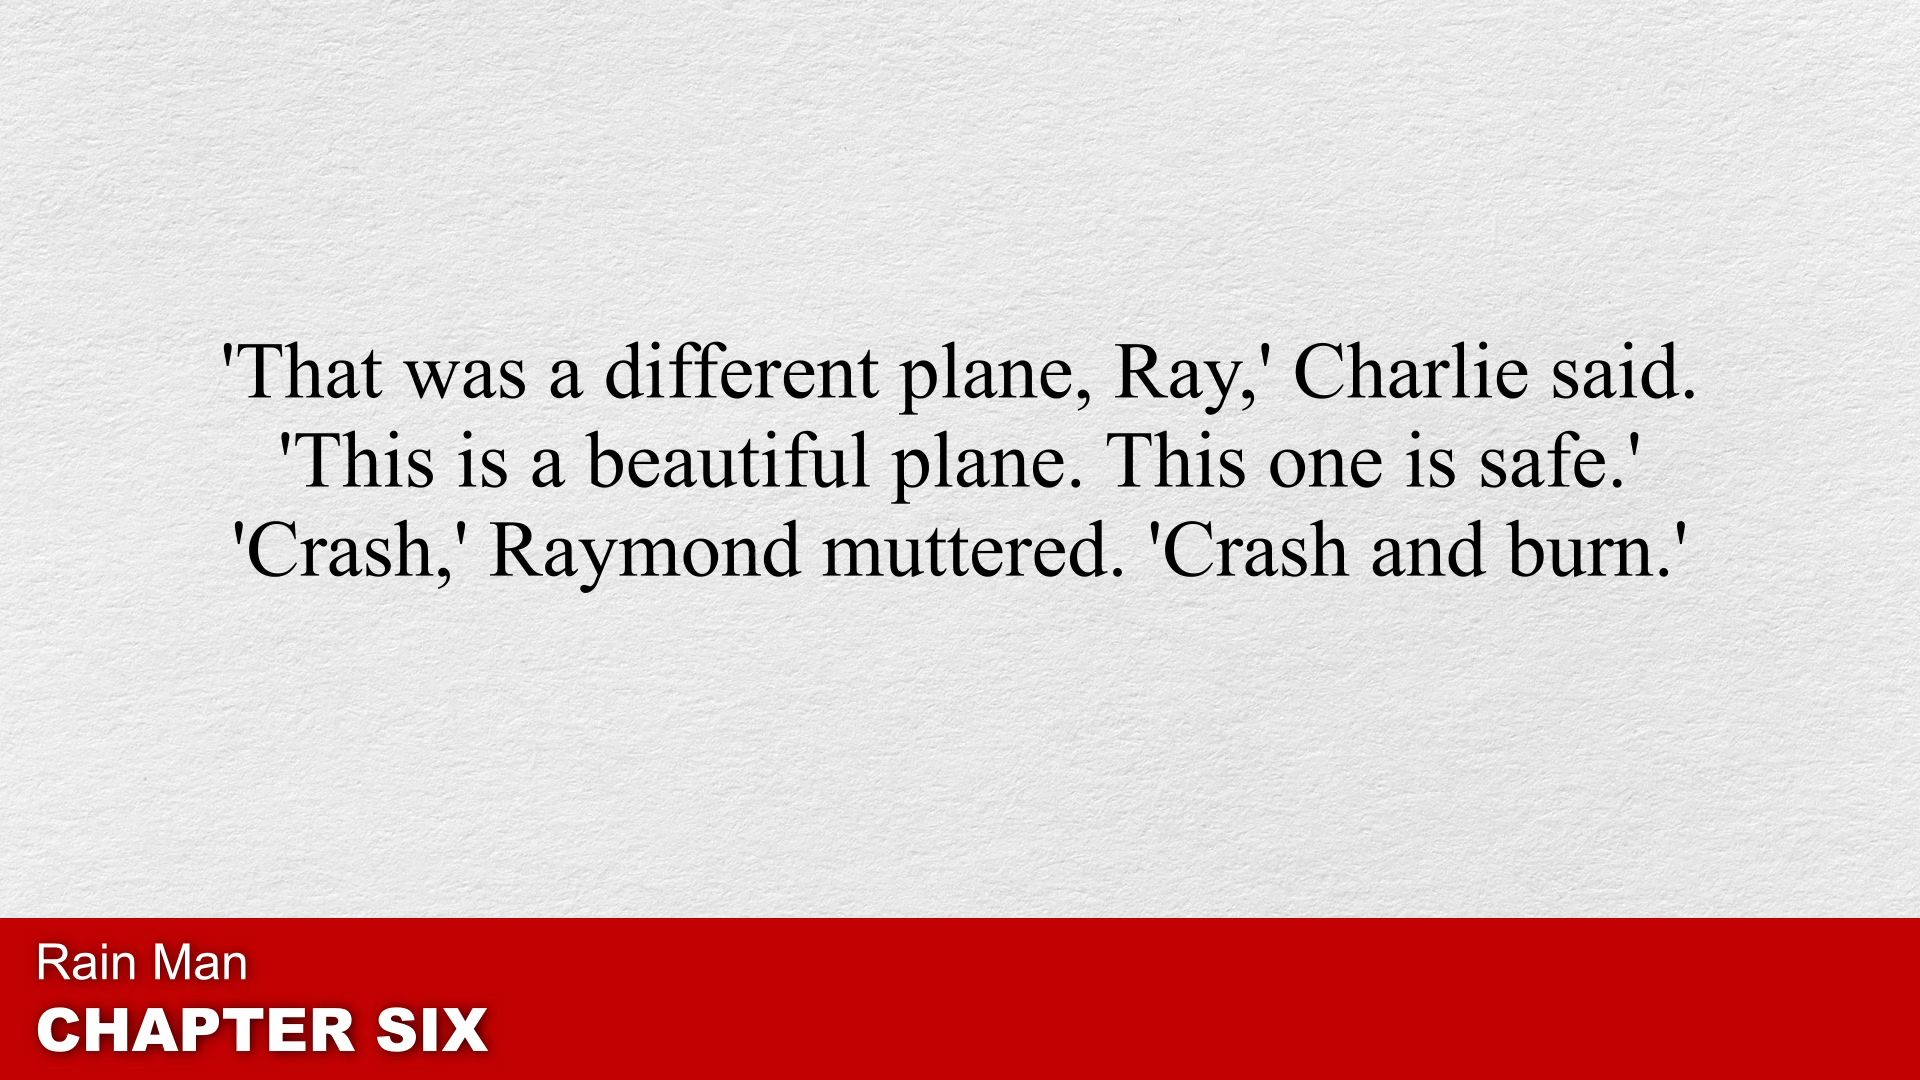 'That was a different plane, Ray,' Charlie said.
'This is a beautiful plane. This one is safe.'
'Crash,' Raymond muttered. 'Crash and burn.'
Rain Man
CHAPTER SIX